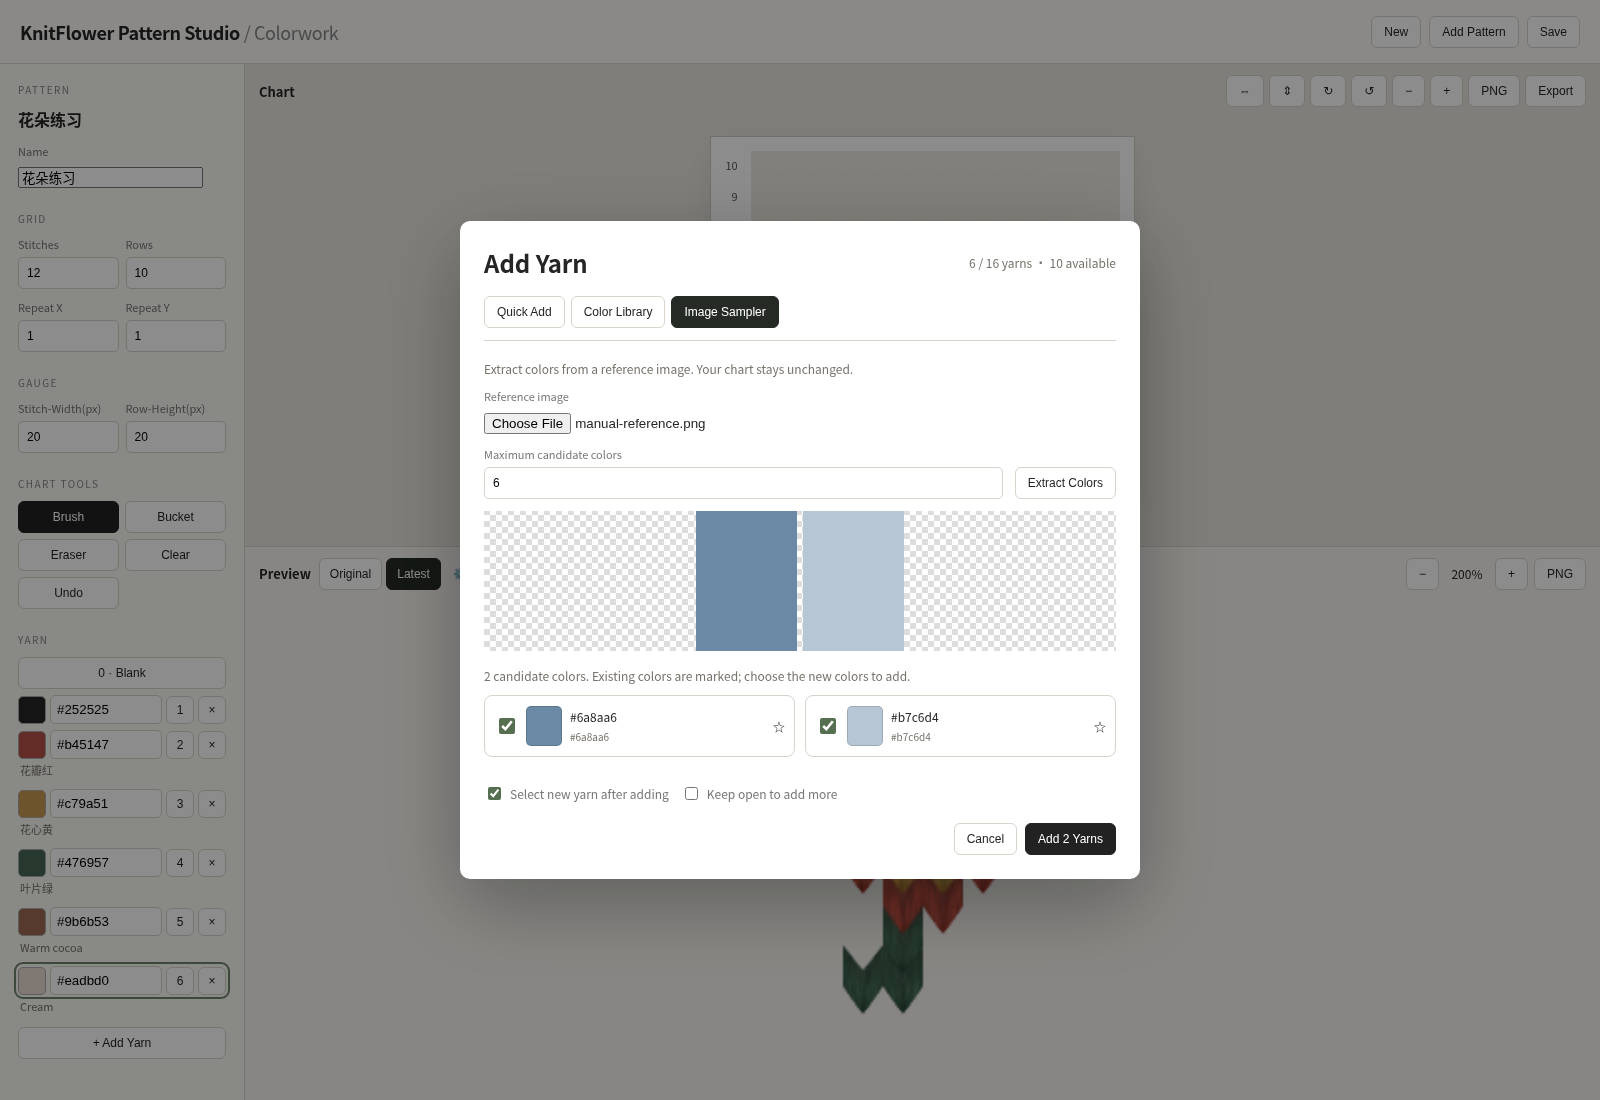 KnitFlower Pattern Studio / Colorwork
New
Add Pattern
Save
PATTERN
花朵练习
Name
花朵练习
GRID
Stitches
Rows
12
10
Repeat X
Repeat Y
1
1
GAUGE
Stitch-Width(px)
Row-Height(px)
20
20
CHART TOOLS
Brush
Bucket
Eraser
Clear
Undo
YARN
0 · Blank
#252525
1
×
#b45147
2
×
花瓣红
#c79a51
3
×
花心黄
#476957
4
×
叶片绿
#9b6b53
5
×
Warm cocoa
#eadbd0
6
×
Cream
+ Add Yarn
Chart
↔
⇕
↻
↺
−
+
PNG
Export
10
9
Add Yarn
6 / 16 yarns · 10 available
Quick Add
Color Library
Image Sampler
Extract colors from a reference image. Your chart stays unchanged.
Reference image
Choose File manual-reference.png
Maximum candidate colors
6
Extract Colors
2 candidate colors. Existing colors are marked; choose the new colors to add.
#6a8aa6
#6a8aa6
☆
#b7c6d4
#b7c6d4
☆
Select new yarn after adding
Keep open to add more
Cancel
Add 2 Yarns
Preview
Original
Latest
−
200%
+
PNG